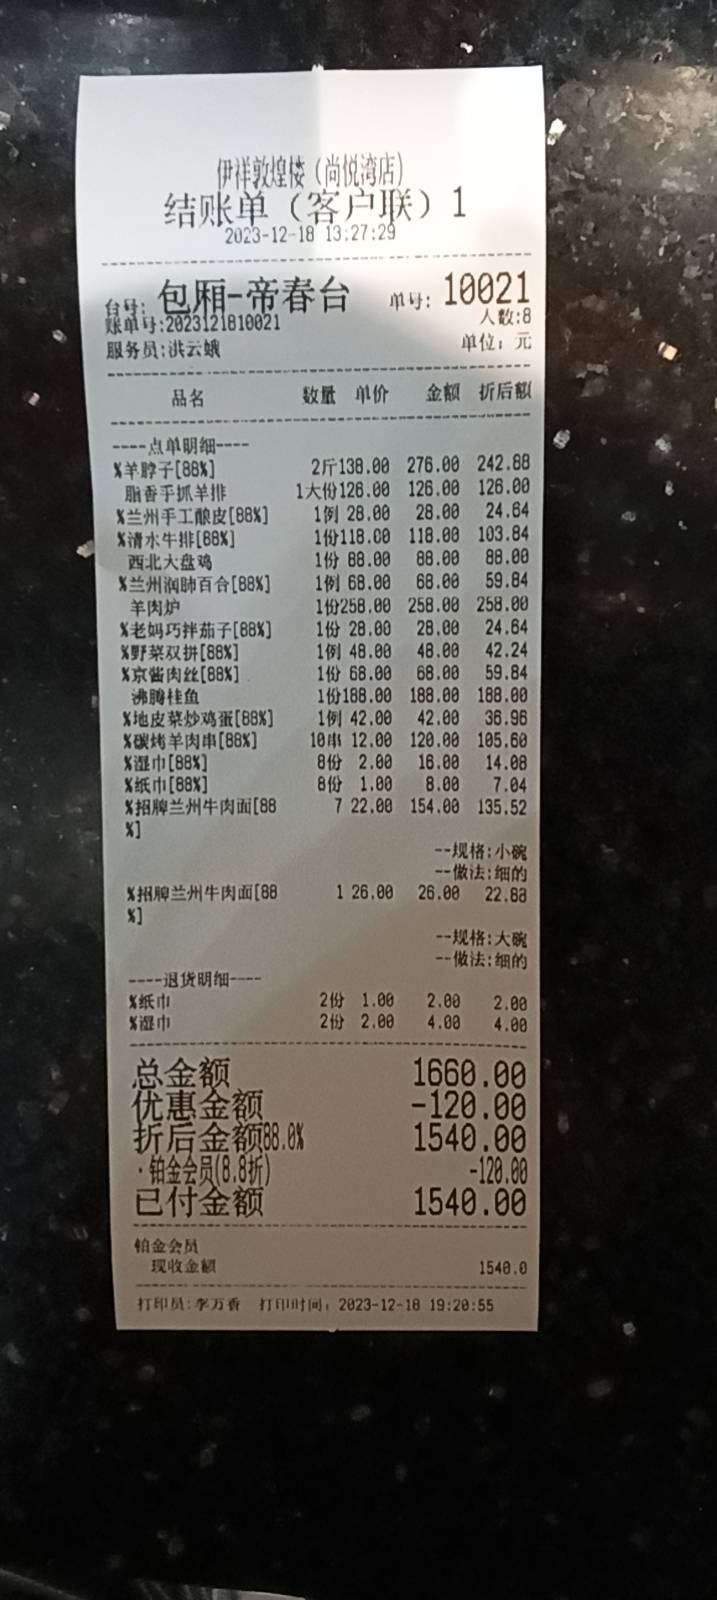 伊祥敦煌楼（尚悦湾店）
结账单（客户联）1
2023-12-18 13:27:29
台号: 包厢-帝春台 单号: 10021
账单号:2023121810021 人数:8
服务员:洪云娥 单位：元
品名 数量 单价 金额 折后额
----点单明细----
%羊脖子[88%] 2斤138.00 276.00 242.88
脂香手抓羊排 1大份126.00 126.00 126.00
%兰州手工酿皮[88%] 1例 28.00 28.00 24.64
%清水牛排[88%] 1份118.00 118.00 103.84
西北大盘鸡 1份 88.00 88.00 88.00
%兰州润肺百合[88%] 1例 68.00 68.00 59.84
羊肉炉 1份258.00 258.00 258.00
%老妈巧拌茄子[88%] 1份 28.00 28.00 24.64
%野菜双拼[88%] 1例 48.00 48.00 42.24
%京酱肉丝[88%] 1份 68.00 68.00 59.84
沸腾桂鱼 1份188.00 188.00 188.00
%地皮菜炒鸡蛋[88%] 1例 42.00 42.00 36.96
%碳烤羊肉串[88%] 10串 12.00 120.00 105.60
%湿巾[88%] 8份 2.00 16.00 14.08
%纸巾[88%] 8份 1.00 8.00 7.04
%招牌兰州牛肉面[88 7 22.00 154.00 135.52
%]
--规格:小碗
--做法:细的
%招牌兰州牛肉面[88 1 26.00 26.00 22.88
%]
--规格:大碗
--做法:细的
----退货明细----
%纸巾 2份 1.00 2.00 2.00
%湿巾 2份 2.00 4.00 4.00
总金额 1660.00
优惠金额 -120.00
折后金额88.0% 1540.00
·铂金会员(8.8折) -120.00
已付金额 1540.00
铂金会员
现收金额 1540.0
打印员:李万香 打印时间：2023-12-18 19:20:55